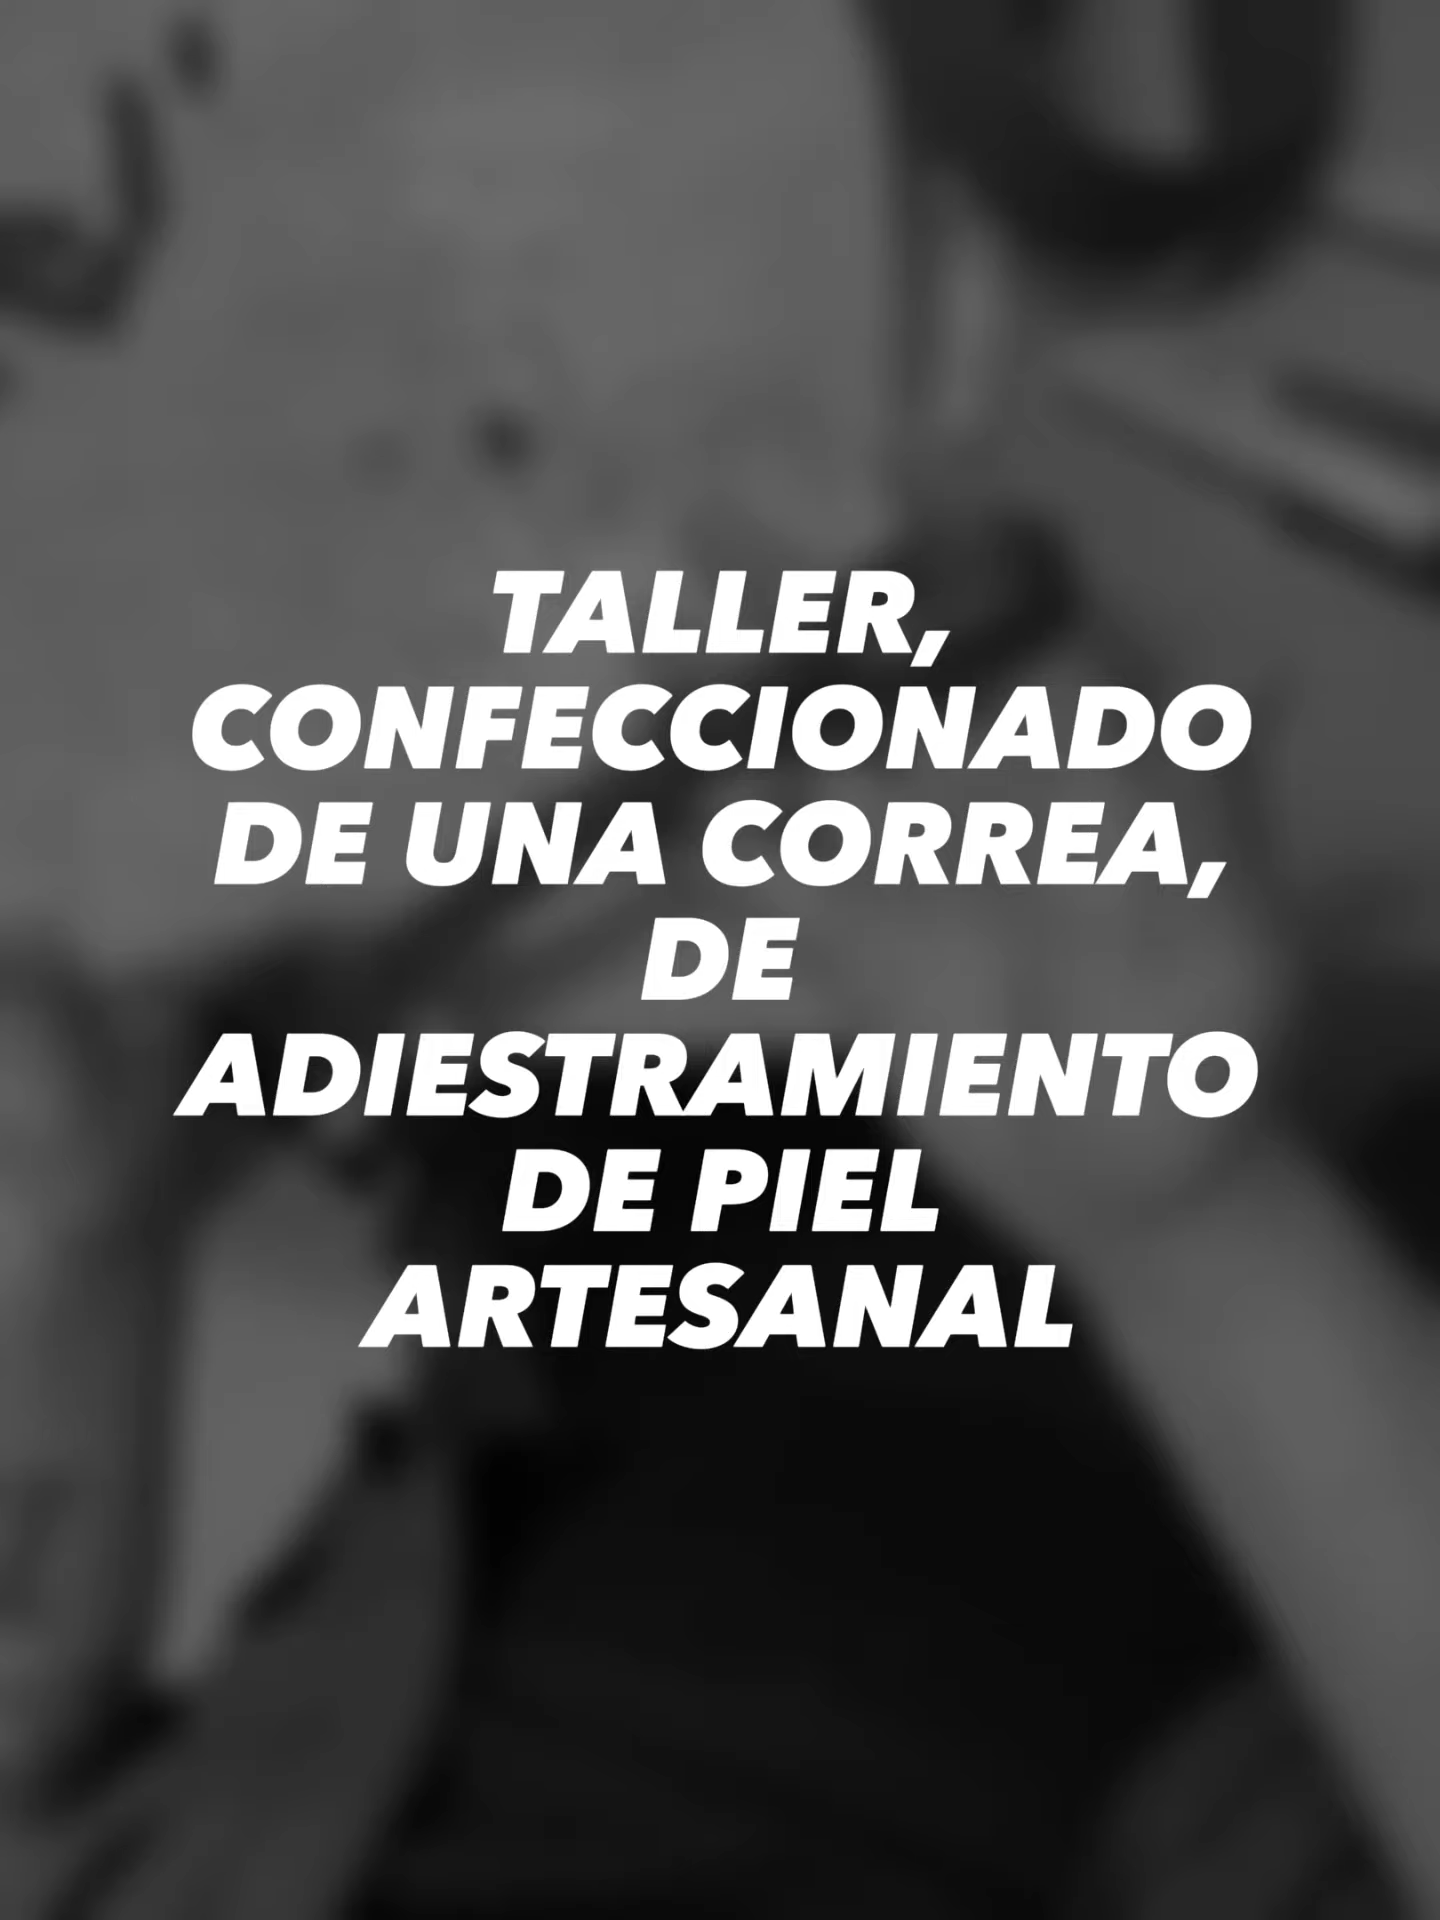 TALLER,
CONFECCIONADO
DE UNA CORREA,
DE
ADIESTRAMIENTO
DE PIEL
ARTESANAL